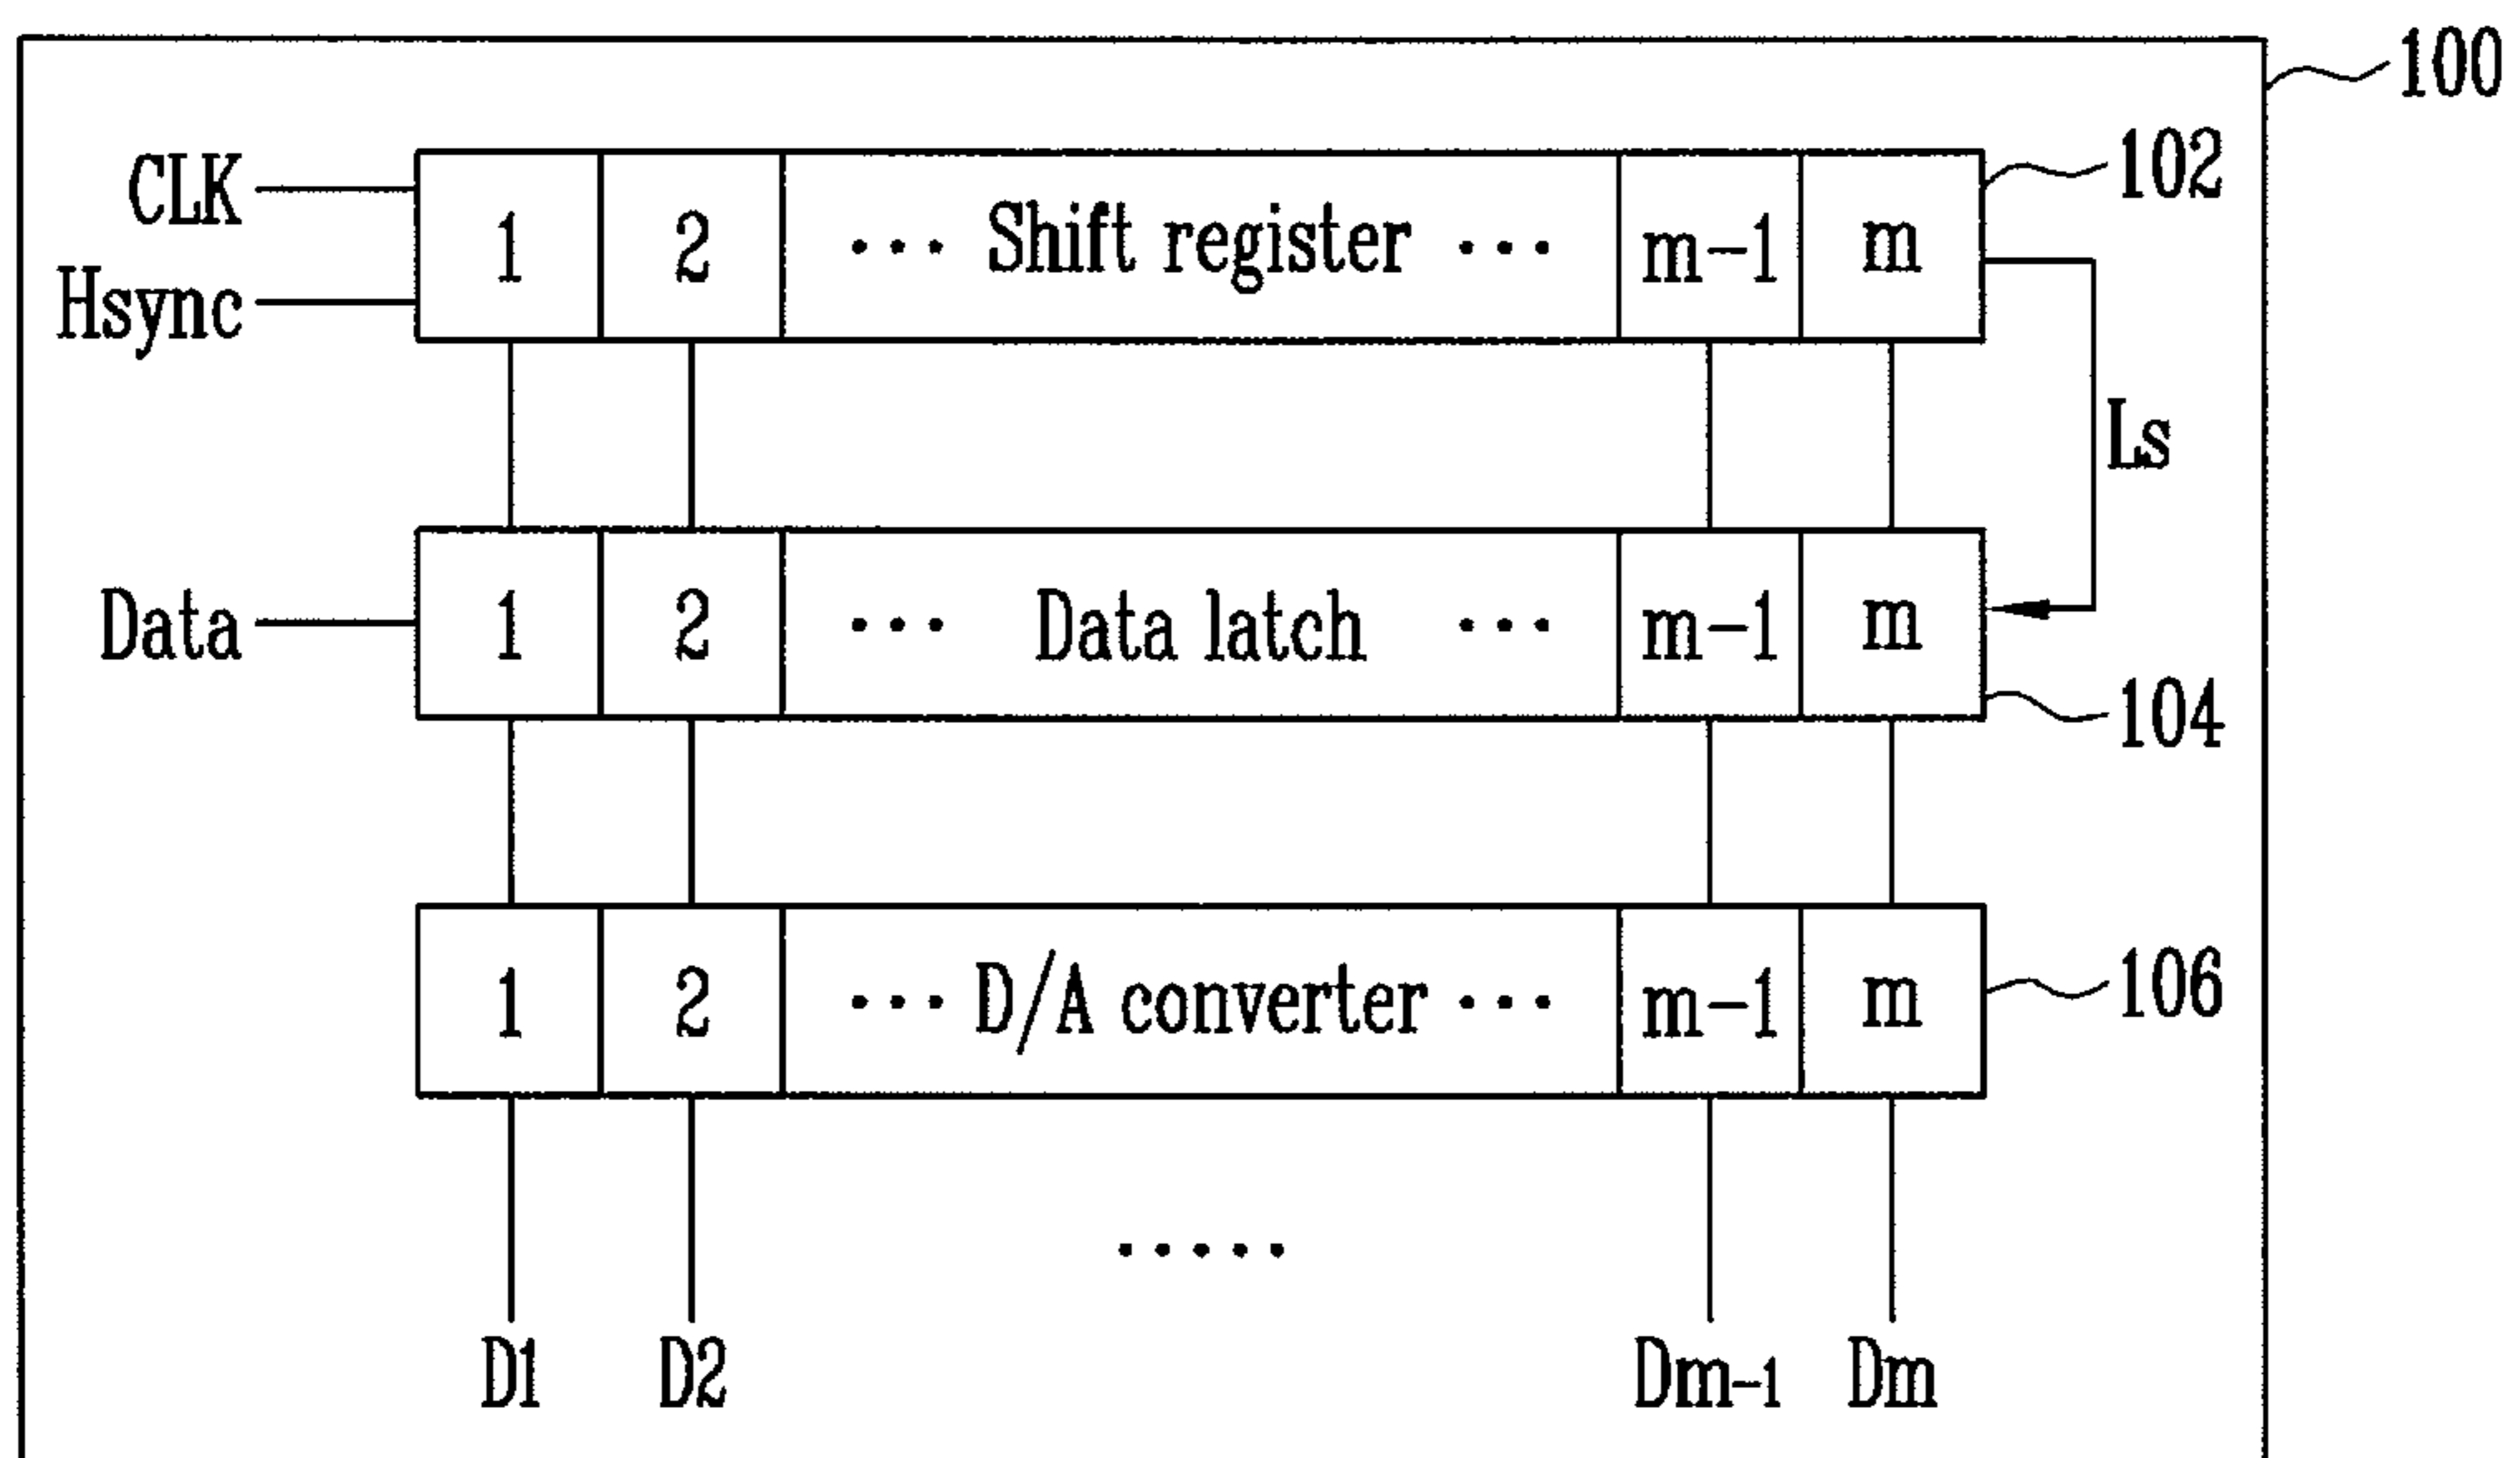 100
CLK
Hsync
1 2 ... Shift register ... m-1 m
102
Ls
Data
1 2 ... Data latch ... m-1 m
104
1 2 ... D/A converter ... m-1 m
106
.....
D1 D2 Dm-1 Dm